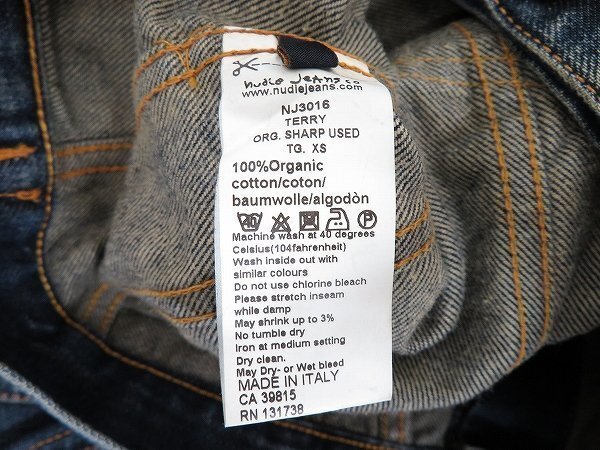 nudie jeans co
www.nudiejeans.com
NJ3016
TERRY
ORG. SHARP USED
TG. XS
100%Organic
cotton/coton/
baumwolle/algodòn
40 P
Machine wash at 40 degrees
Celsius(104fahrenheit)
Wash inside out with
similar colours
Do not use chlorine bleach
Please stretch inseam
while damp
May shrink up to 3%
No tumble dry
Iron at medium setting
Dry clean.
May Dry- or Wet bleed
MADE IN ITALY
CA 39815
RN 131738